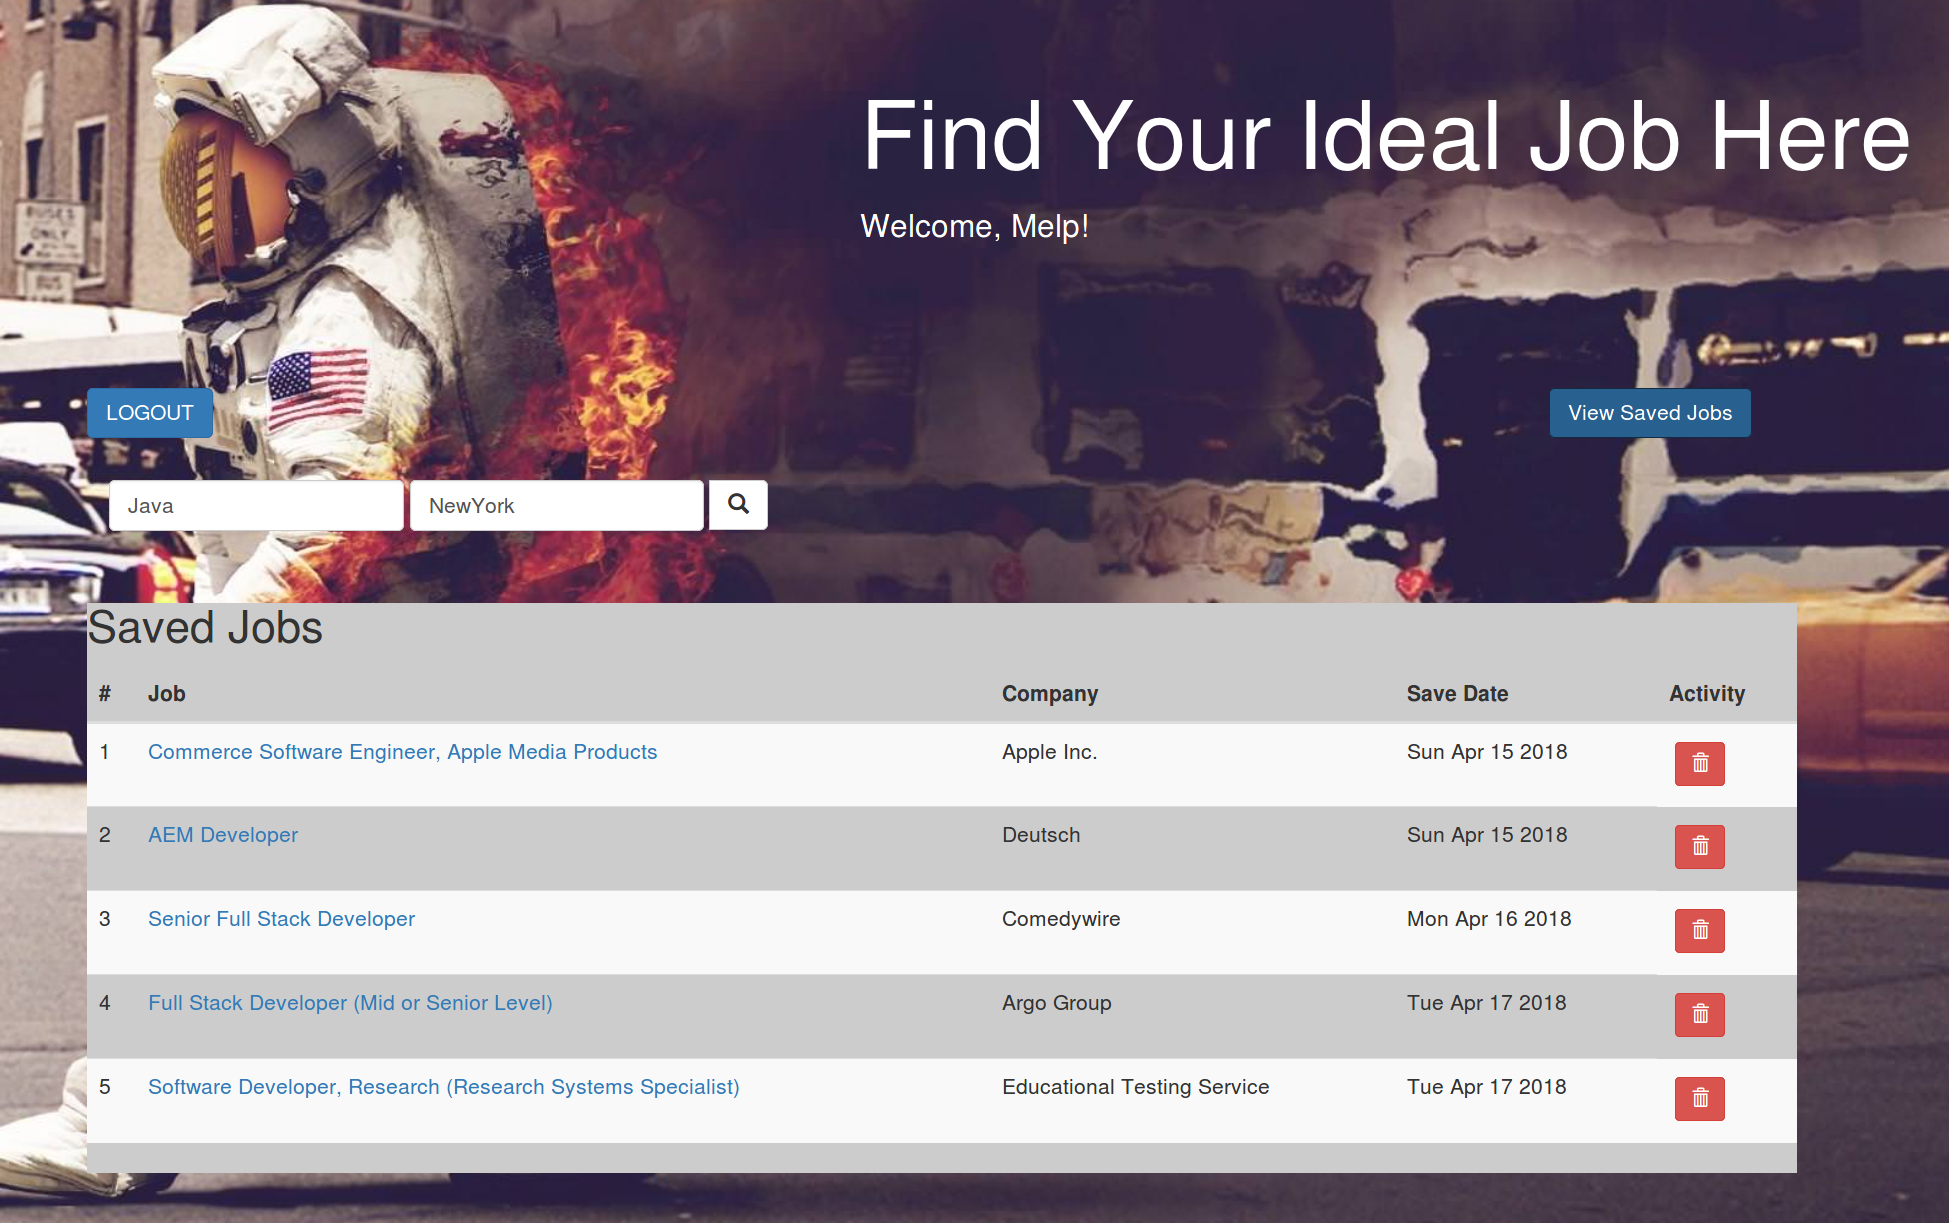 Find Your Ideal Job Here
Welcome, Melp!
BUSES
ONLY
BUS
LOGOUT
View Saved Jobs
Java
NewYork
Saved Jobs
# Job Company Save Date Activity
1 Commerce Software Engineer, Apple Media Products Apple Inc. Sun Apr 15 2018
2 AEM Developer Deutsch Sun Apr 15 2018
3 Senior Full Stack Developer Comedywire Mon Apr 16 2018
4 Full Stack Developer (Mid or Senior Level) Argo Group Tue Apr 17 2018
5 Software Developer, Research (Research Systems Specialist) Educational Testing Service Tue Apr 17 2018